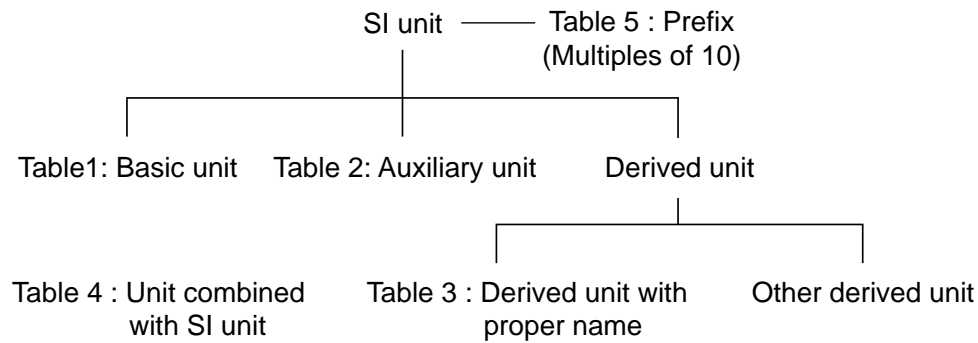 SI unit
Table 5 : Prefix
(Multiples of 10)
Table1: Basic unit
Table 2: Auxiliary unit
Derived unit
Table 4 : Unit combined
with SI unit
Table 3 : Derived unit with
proper name
Other derived unit